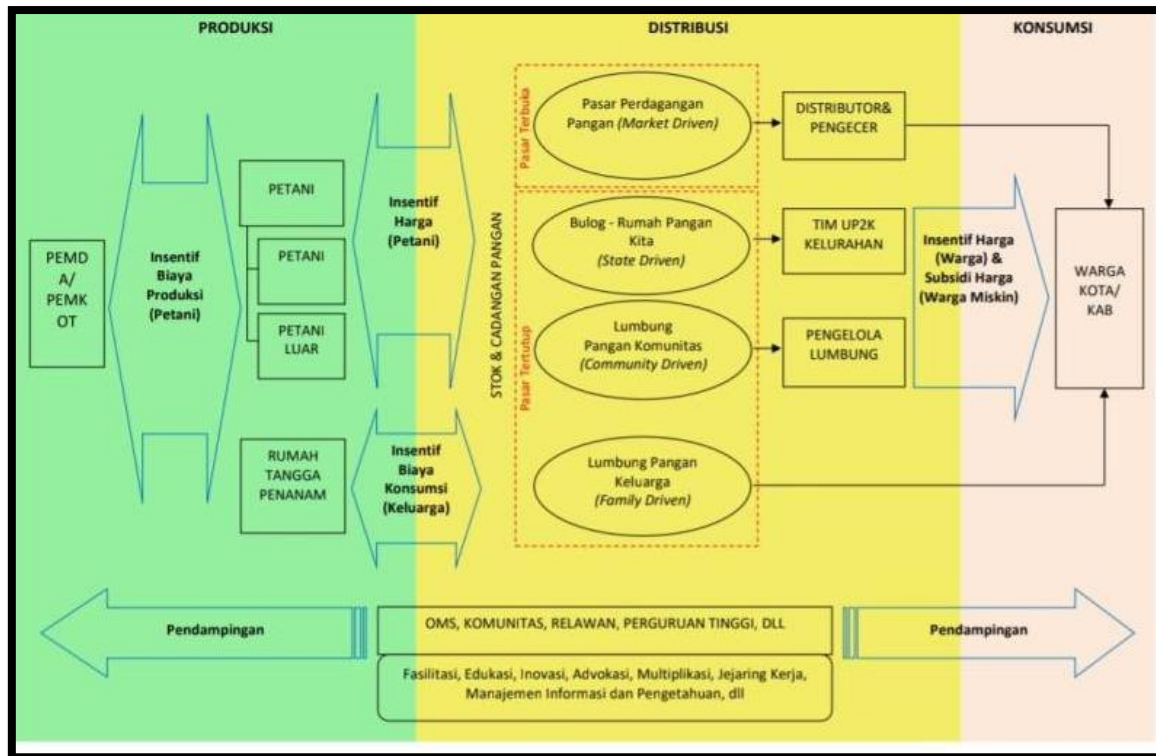 PRODUKSI
DISTRIBUSI
KONSUMSI
PEMD
A/
PEMK
OT
Insentif
Biaya
Produksi
(Petani)
PETANI
PETANI
PETANI
LUAR
RUMAH
TANGGA
PENANAM
Insentif
Harga
(Petani)
Insentif
Biaya
Konsumsi
(Keluarga)
STOK & CADANGAN PANGAN
Pasar Terbuka
Pasar Perdagangan
Pangan (Market Driven)
DISTRIBUTOR&
PENGECER
Pasar Tertutup
Bulog - Rumah Pangan
Kita
(State Driven)
TIM UP2K
KELURAHAN
Lumbung
Pangan Komunitas
(Community Driven)
PENGELOLA
LUMBUNG
Lumbung Pangan
Keluarga
(Family Driven)
Insentif Harga
(Warga) &
Subsidi Harga
(Warga Miskin)
WARGA
KOTA/
KAB
Pendampingan
OMS, KOMUNITAS, RELAWAN, PERGURUAN TINGGI, DLL
Fasilitasi, Edukasi, Inovasi, Advokasi, Multiplikasi, Jejaring Kerja,
Manajemen Informasi dan Pengetahuan, dll
Pendampingan